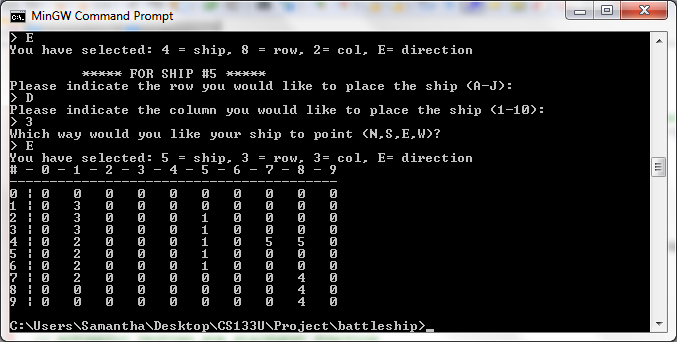 MinGW Command Prompt
> E
You have selected: 4 = ship, 8 = row, 2= col, E= direction
***** FOR SHIP #5 *****
Please indicate the row you would like to place the ship (A-J):
> D
Please indicate the column you would like to place the ship (1-10):
> 3
Which way would you like your ship to point (N,S,E,W)?
> E
You have selected: 5 = ship, 3 = row, 3= col, E= direction
# - 0 - 1 - 2 - 3 - 4 - 5 - 6 - 7 - 8 - 9
-----------------------------------------
0 ¦ 0 0 0 0 0 0 0 0 0 0
1 ¦ 0 3 0 0 0 0 0 0 0 0
2 ¦ 0 3 0 0 0 1 0 0 0 0
3 ¦ 0 3 0 0 0 1 0 0 0 0
4 ¦ 0 2 0 0 0 1 0 5 5 0
5 ¦ 0 2 0 0 0 1 0 0 0 0
6 ¦ 0 2 0 0 0 1 0 0 0 0
7 ¦ 0 2 0 0 0 0 0 0 4 0
8 ¦ 0 0 0 0 0 0 0 0 4 0
9 ¦ 0 0 0 0 0 0 0 0 4 0
C:\Users\Samantha\Desktop\CS133U\Project\battleship>_